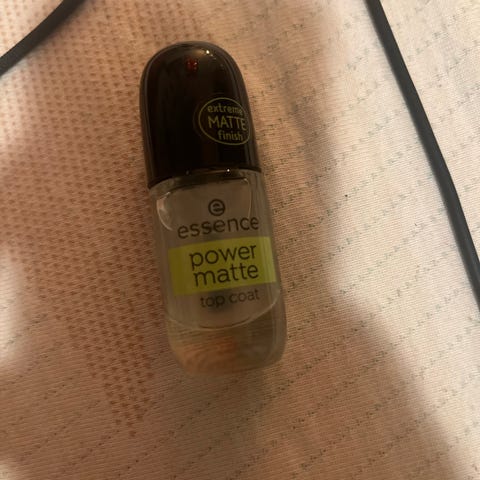 extreme
MATTE
finish
e
essence
power
matte
top coat